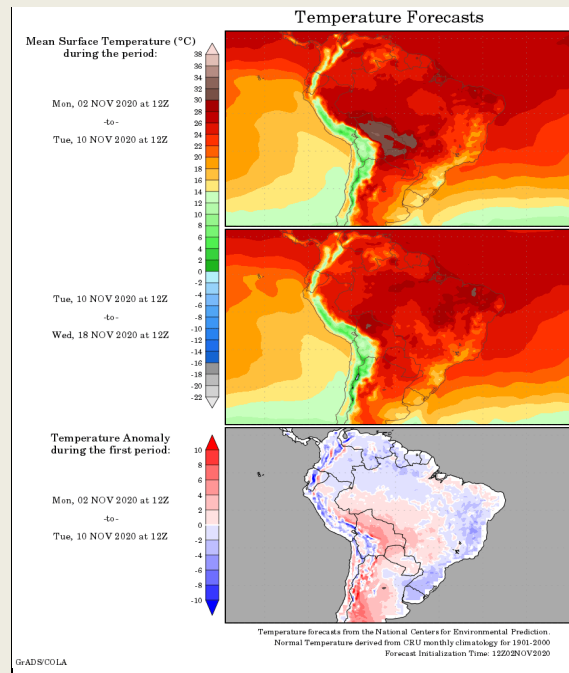 Temperature Forecasts
Mean Surface Temperature (°C)
during the period:
Mon, 02 NOV 2020 at 12Z
-to-
Tue, 10 NOV 2020 at 12Z
38
36
34
32
30
28
26
24
22
20
18
16
14
12
10
8
6
4
2
0
-2
-4
-6
-8
-10
-12
-14
-16
-18
-20
-22
Tue, 10 NOV 2020 at 12Z
-to-
Wed, 18 NOV 2020 at 12Z
Temperature Anomaly
during the first period:
Mon, 02 NOV 2020 at 12Z
-to-
Tue, 10 NOV 2020 at 12Z
10
8
6
4
2
0
-2
-4
-6
-8
-10
Temperature forecasts from the National Centers for Environmental Prediction.
Normal Temperature derived from CRU monthly climatology for 1901-2000
Forecast Initialization Time: 12Z02NOV2020
GrADS/COLA